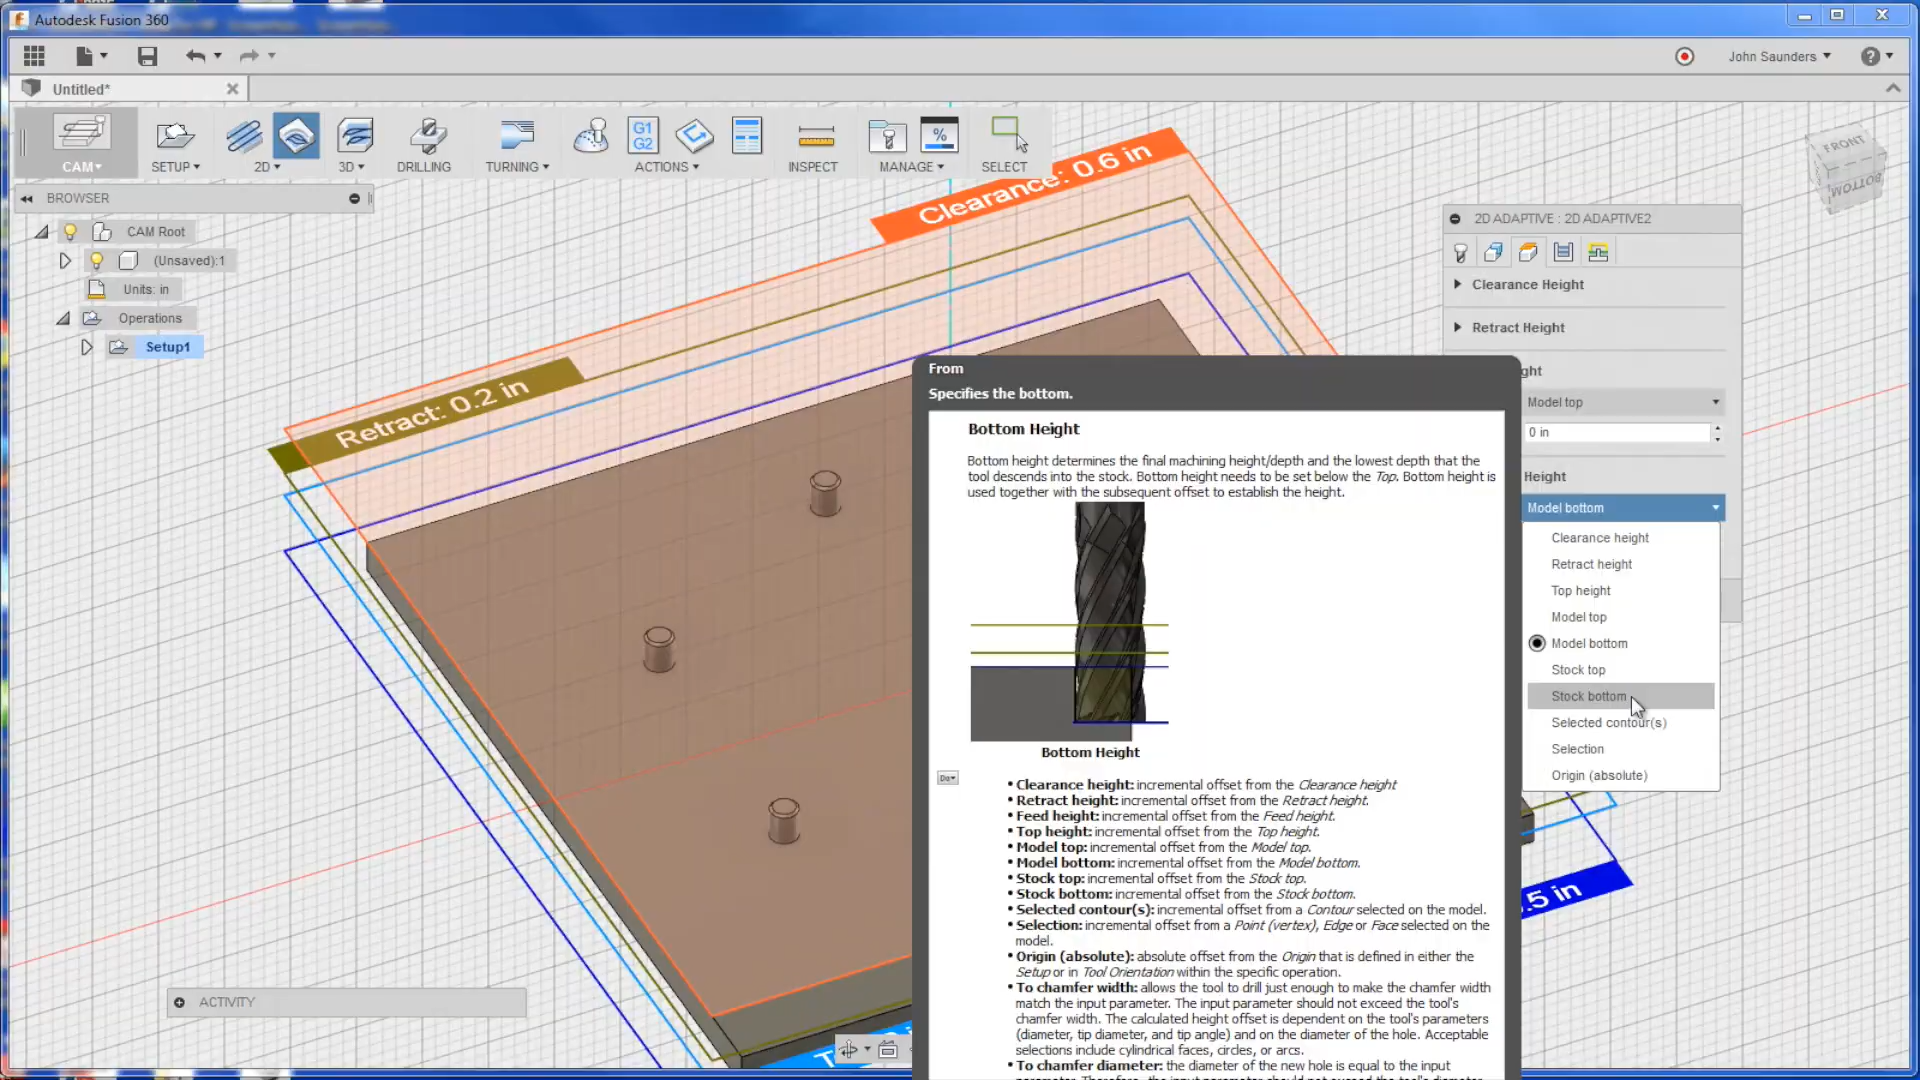 Autodesk Fusion 360
John Saunders
Untitled*
CAM
SETUP
2D
3D
DRILLING
TURNING
G1
G2
ACTIONS
INSPECT
%
MANAGE
SELECT
BROWSER
CAM Root
(Unsaved):1
Units: in
Operations
Setup1
Clearance: 0.6 in
Retract: 0.2 in
.5 in
FRONT
BOTTOM
2D ADAPTIVE : 2D ADAPTIVE2
Clearance Height
Retract Height
ght
Model top
0 in
Height
Model bottom
Clearance height
Retract height
Top height
Model top
Model bottom
Stock top
Stock bottom
Selected contour(s)
Selection
Origin (absolute)
From
Specifies the bottom.
Bottom Height
Bottom height determines the final machining height/depth and the lowest depth that the
tool descends into the stock. Bottom height needs to be set below the Top. Bottom height is
used together with the subsequent offset to establish the height.
Bottom Height
• Clearance height: incremental offset from the Clearance height
• Retract height: incremental offset from the Retract height.
• Feed height: incremental offset from the Feed height.
• Top height: incremental offset from the Top height.
• Model top: incremental offset from the Model top.
• Model bottom: incremental offset from the Model bottom.
• Stock top: incremental offset from the Stock top.
• Stock bottom: incremental offset from the Stock bottom.
• Selected contour(s): incremental offset from a Contour selected on the model.
• Selection: incremental offset from a Point (vertex), Edge or Face selected on the
model.
• Origin (absolute): absolute offset from the Origin that is defined in either the
Setup or in Tool Orientation within the specific operation.
• To chamfer width: allows the tool to drill just enough to make the chamfer width
match the input parameter. The input parameter should not exceed the tool's
chamfer width. The calculated height offset is dependent on the tool's parameters
(diameter, tip diameter, and tip angle) and on the diameter of the hole. Acceptable
selections include cylindrical faces, circles, or arcs.
• To chamfer diameter: the diameter of the new hole is equal to the input
ACTIVITY